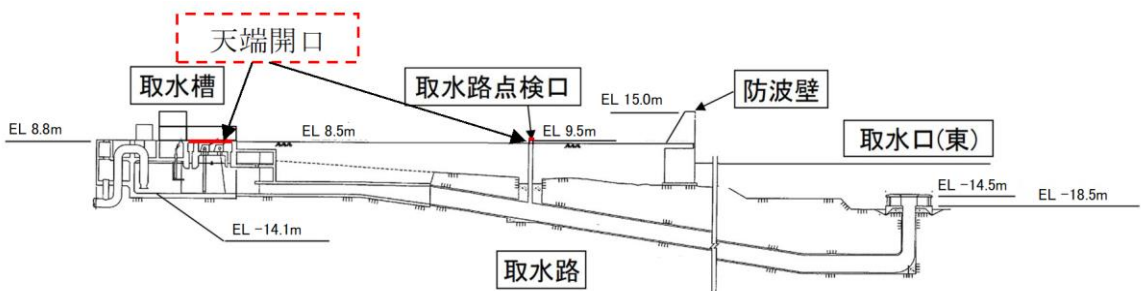 天端開口
取水槽
取水路点検口
防波壁
EL 15.0m
EL 8.8m
EL 8.5m
EL 9.5m
取水口(東)
EL −14.5m
EL −18.5m
EL −14.1m
取水路